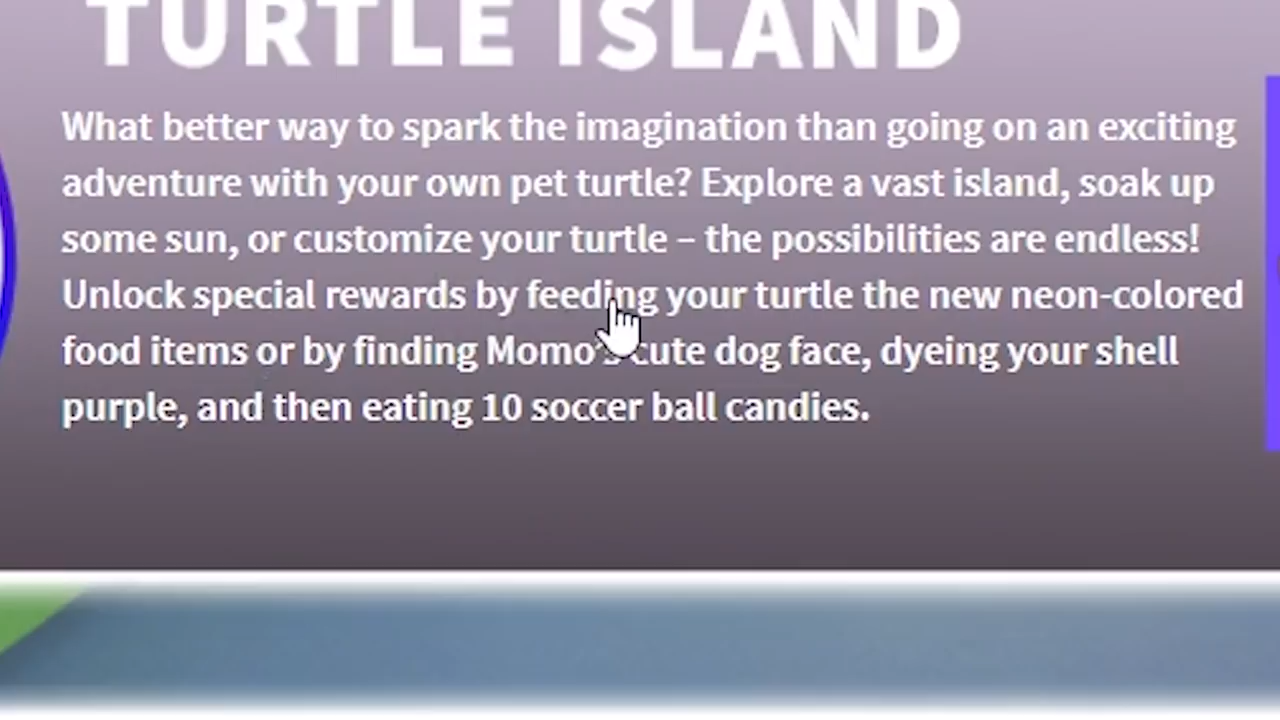 TURTLE ISLAND
What better way to spark the imagination than going on an exciting
adventure with your own pet turtle? Explore a vast island, soak up
some sun, or customize your turtle – the possibilities are endless!
Unlock special rewards by feeding your turtle the new neon-colored
food items or by finding Momo’s cute dog face, dyeing your shell
purple, and then eating 10 soccer ball candies.